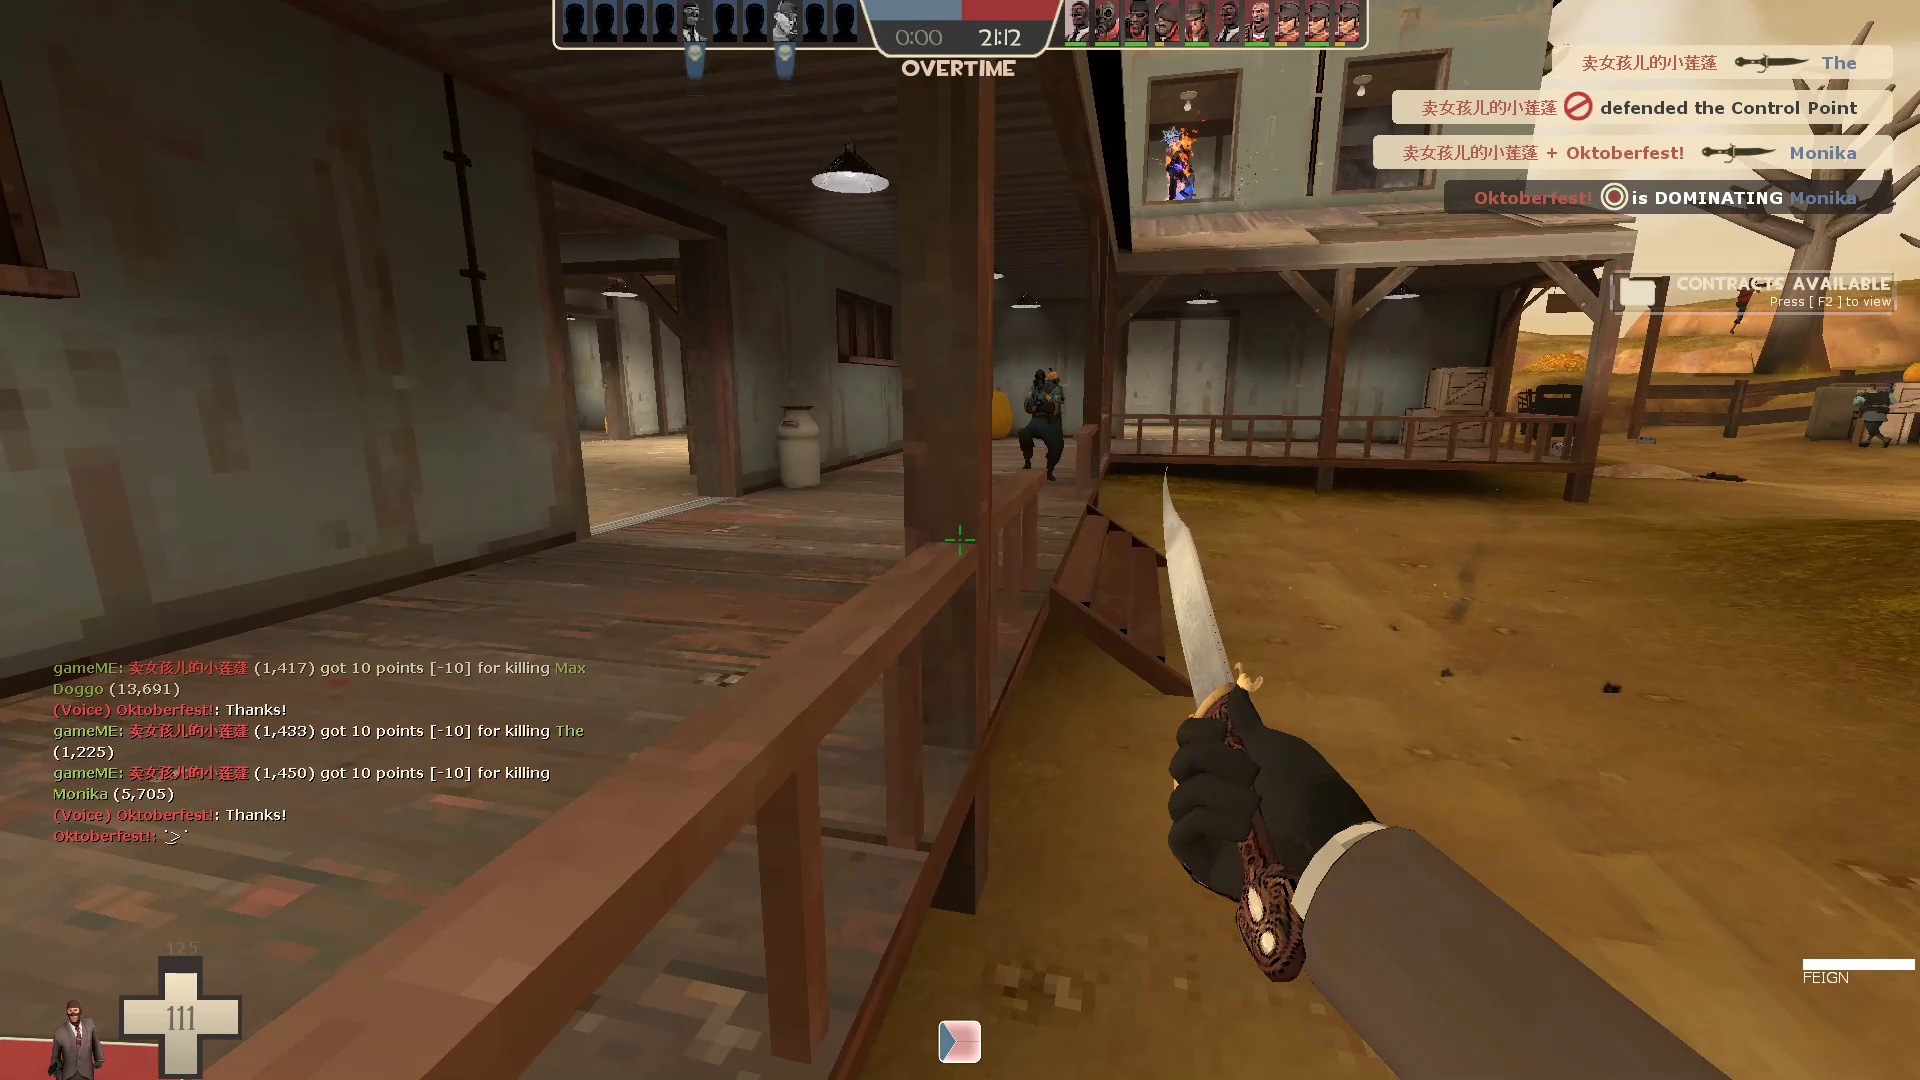 0:00 2:12
OVERTIME
卖女孩儿的小莲蓬 The
卖女孩儿的小莲蓬 defended the Control Point
卖女孩儿的小莲蓬 + Oktoberfest! Monika
Oktoberfest! is DOMINATING Monika
CONTRACTS AVAILABLE
Press [ F2 ] to view
gameME: 卖女孩儿的小莲蓬 (1,417) got 10 points [-10] for killing Max
Doggo (13,691)
(Voice) Oktoberfest!: Thanks!
gameME: 卖女孩儿的小莲蓬 (1,433) got 10 points [-10] for killing The
(1,225)
gameME: 卖女孩儿的小莲蓬 (1,450) got 10 points [-10] for killing
Monika (5,705)
(Voice) Oktoberfest!: Thanks!
Oktoberfest!: ˙͜>˙
125
111
FEIGN